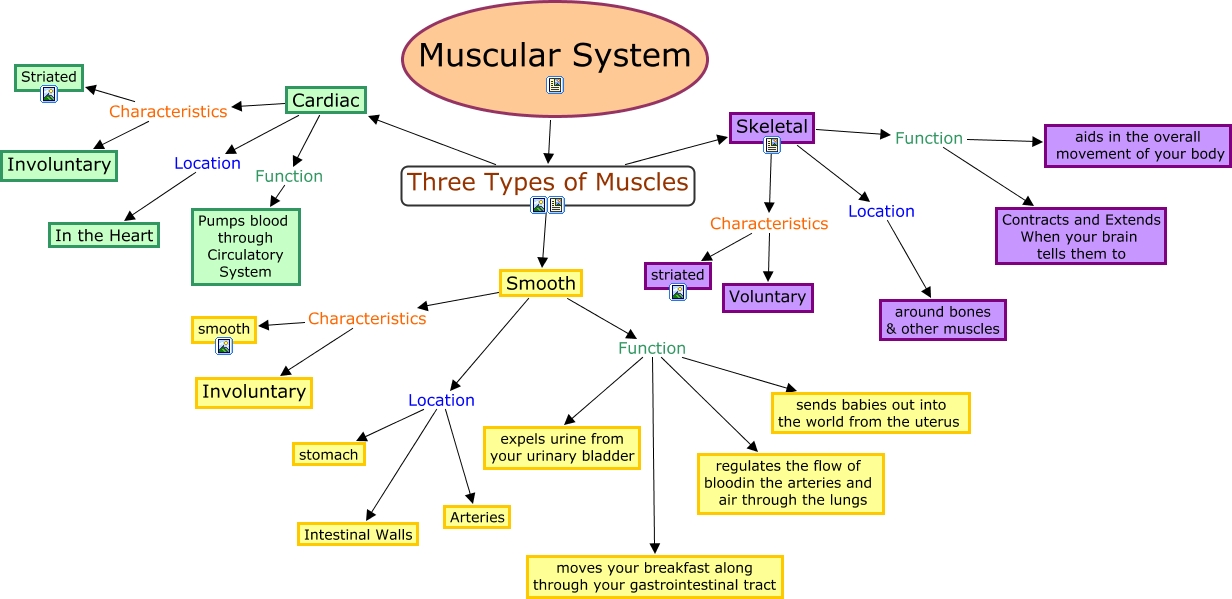 Muscular System
Three Types of Muscles
Cardiac
Characteristics
Striated
Involuntary
Location
In the Heart
Function
Pumps blood
through
Circulatory
System
Skeletal
Function
aids in the overall
movement of your body
Contracts and Extends
When your brain
tells them to
Location
around bones
& other muscles
Characteristics
striated
Voluntary
Smooth
Characteristics
smooth
Involuntary
Location
stomach
Intestinal Walls
Arteries
Function
expels urine from
your urinary bladder
moves your breakfast along
through your gastrointestinal tract
regulates the flow of
bloodin the arteries and
air through the lungs
sends babies out into
the world from the uterus